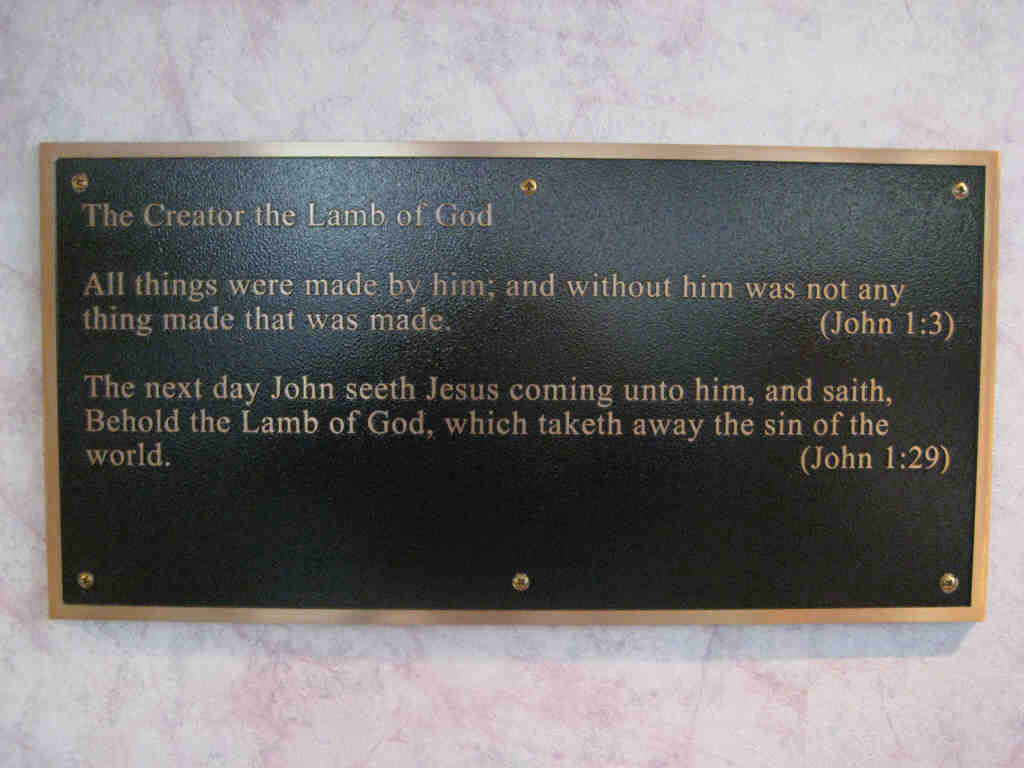 The Creator the Lamb of God
All things were made by him; and without him was not any
thing made that was made. (John 1:3)
The next day John seeth Jesus coming unto him, and saith,
Behold the Lamb of God, which taketh away the sin of the
world. (John 1:29)